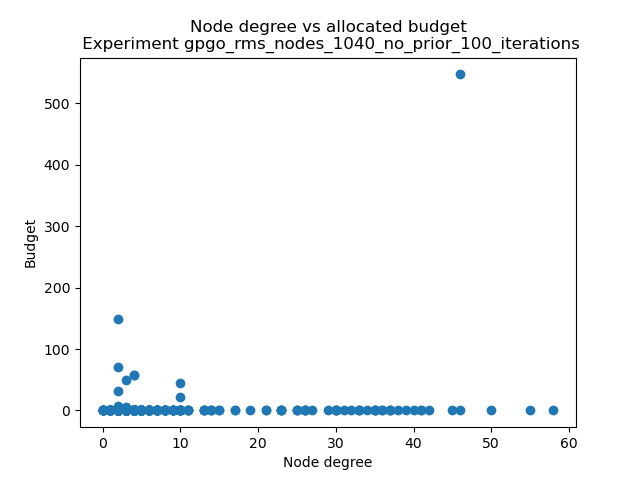 Node degree vs allocated budget
Experiment gpgo_rms_nodes_1040_no_prior_100_iterations
500
400
300
200
100
0
Budget
0 10 20 30 40 50 60
Node degree